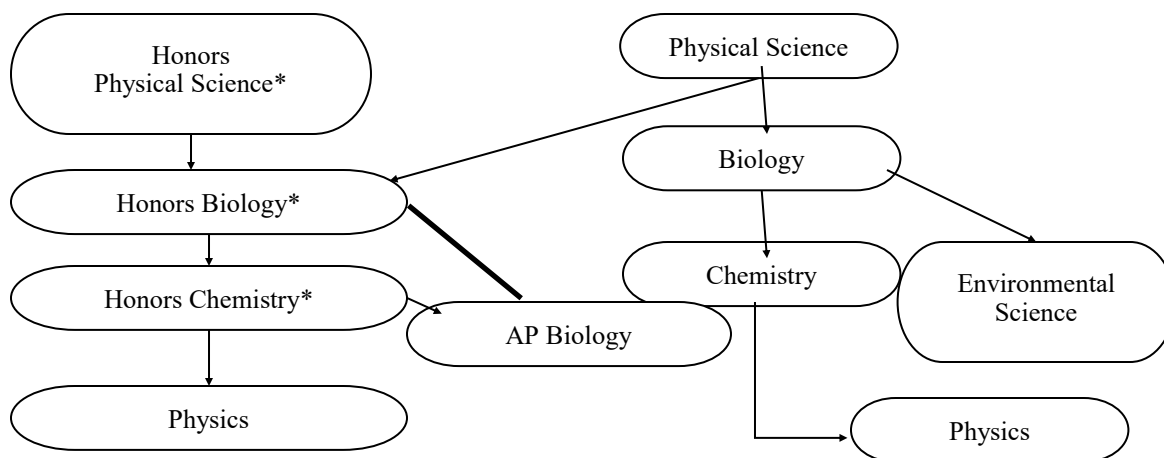 Honors
Physical Science*
Physical Science
Biology
Honors Biology*
Chemistry
Environmental
Science
Honors Chemistry*
AP Biology
Physics
Physics